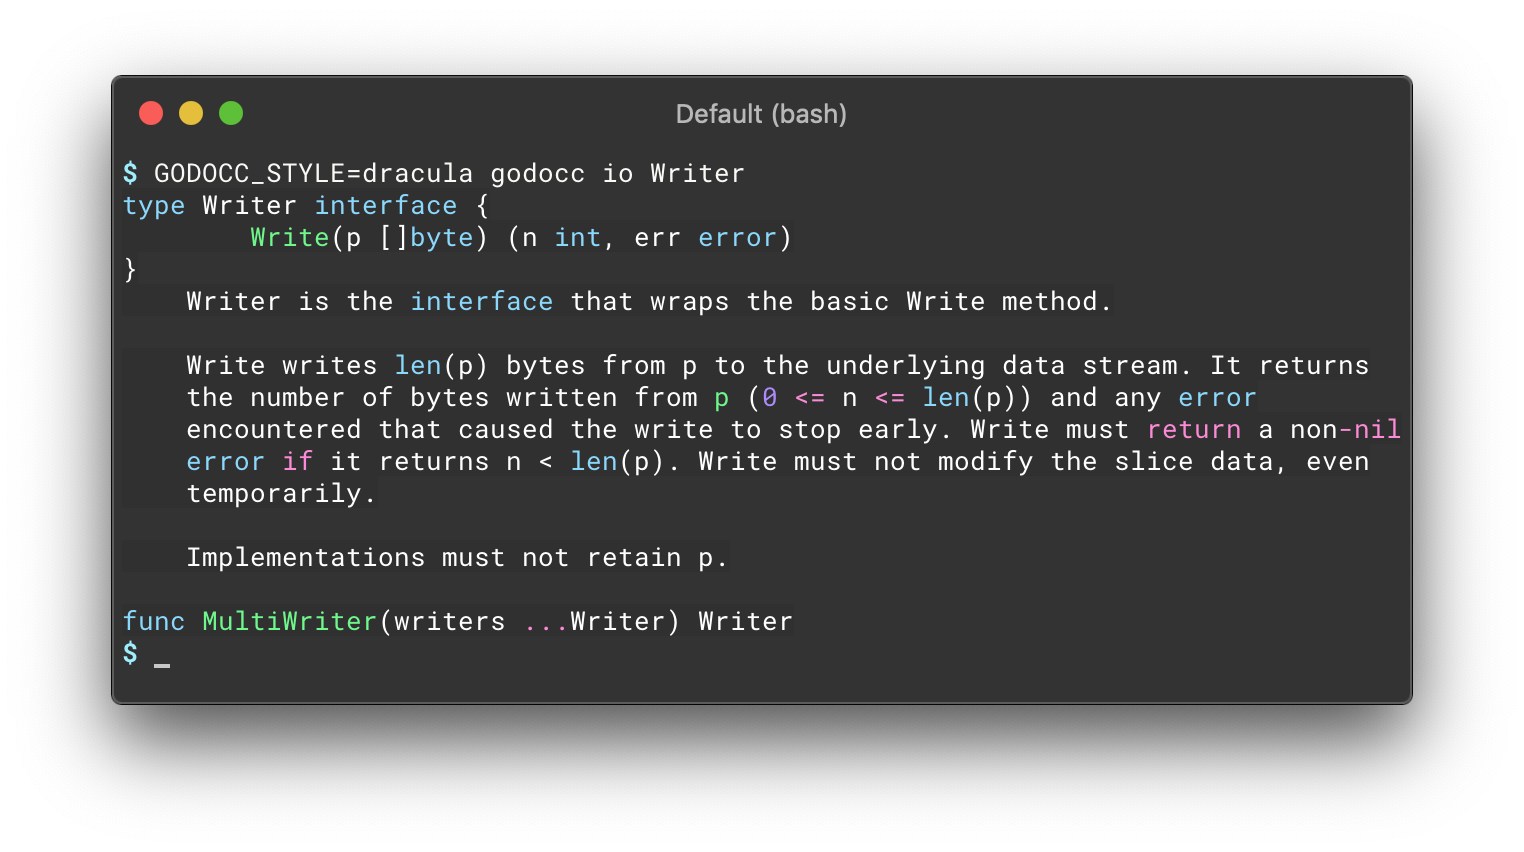 Default (bash)
$ GODOCC_STYLE=dracula godocc io Writer
type Writer interface {
        Write(p []byte) (n int, err error)
}
    Writer is the interface that wraps the basic Write method.

    Write writes len(p) bytes from p to the underlying data stream. It returns
    the number of bytes written from p (0 <= n <= len(p)) and any error
    encountered that caused the write to stop early. Write must return a non-nil
    error if it returns n < len(p). Write must not modify the slice data, even
    temporarily.

    Implementations must not retain p.

func MultiWriter(writers ...Writer) Writer
$ _